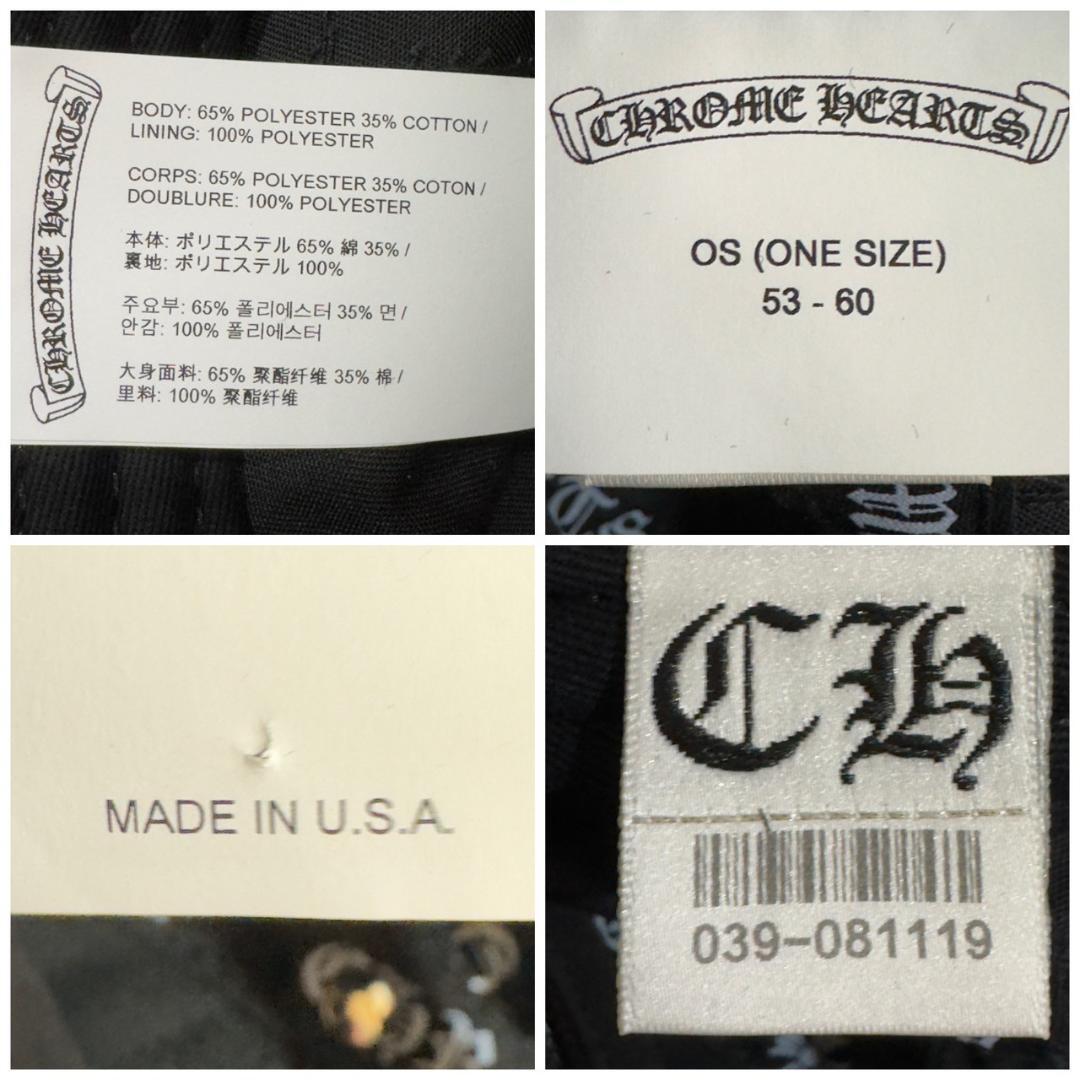 CHROME HEARTS
BODY: 65% POLYESTER 35% COTTON /
LINING: 100% POLYESTER
CORPS: 65% POLYESTER 35% COTON /
DOUBLURE: 100% POLYESTER
本体: ポリエステル 65% 綿 35% /
裏地: ポリエステル 100%
주요부: 65% 폴리에스터 35% 면 /
안감: 100% 폴리에스터
大身面料: 65% 聚酯纤维 35% 棉 /
里料: 100% 聚酯纤维
CHROME HEARTS
OS (ONE SIZE)
53 - 60
MADE IN U.S.A.
CH
039-081119